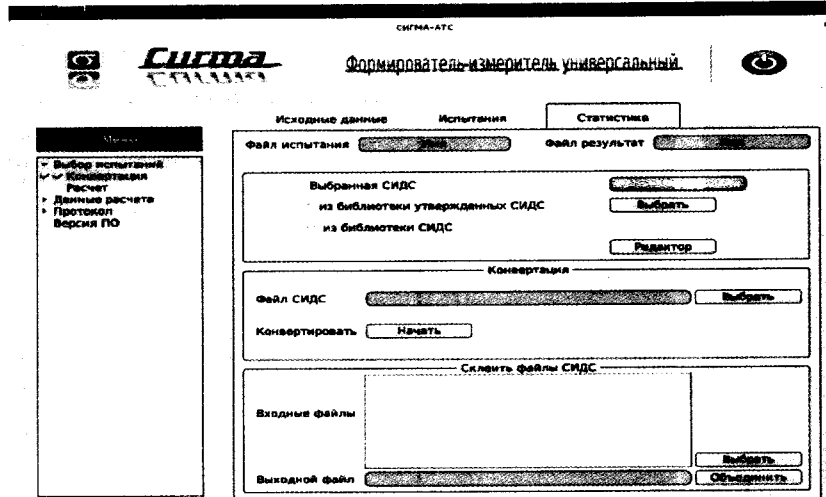 СИГМА-АТС
Сигма
Формирователь-измеритель универсальный
Исходные данные Испытания Статистика
Меню
Файл испытания Файл результат
Выбор испытаний
Конвертация
Расчет
Данные расчета
Протокол
Версия ПО
Выбранная СИДС
из библиотеки утвержденных СИДС Выбрать
из библиотеки СИДС
Редактор
Конвертация
Файл СИДС Выбрать
Конвертировать Начать
Склеить файлы СИДС
Входные файлы
Выбрать
Выходной файл Объединить